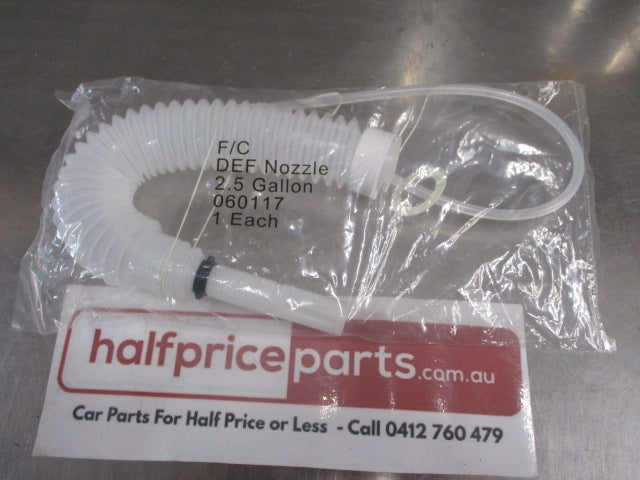 F/C
DEF Nozzle
2.5 Gallon
060117
1 Each
halfpriceparts.com.au
Car Parts For Half Price or Less - Call 0412 760 479